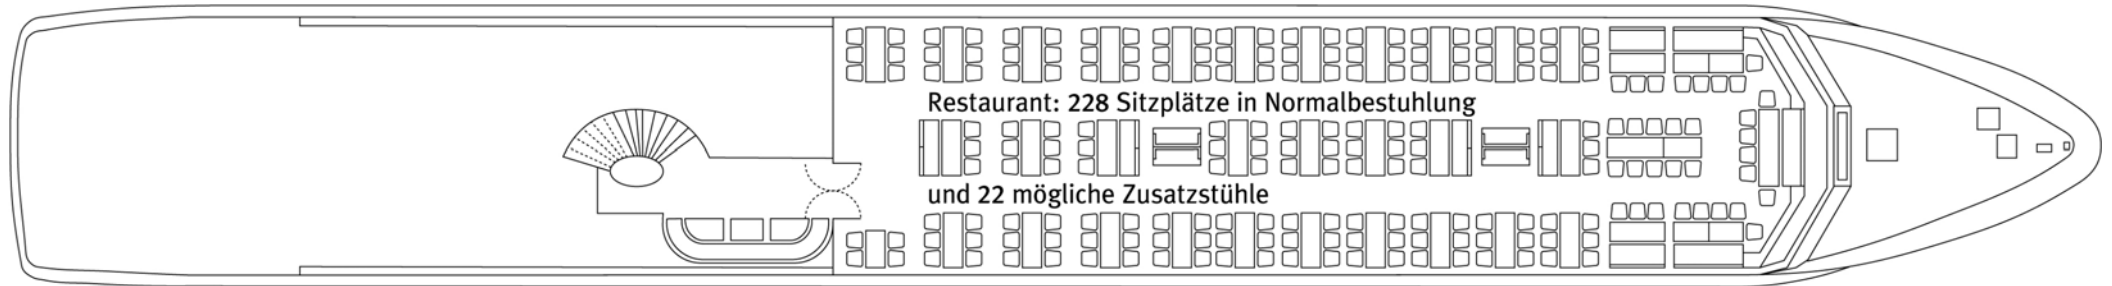 Restaurant: 228 Sitzplätze in Normalbestuhlung
und 22 mögliche Zusatzstühle